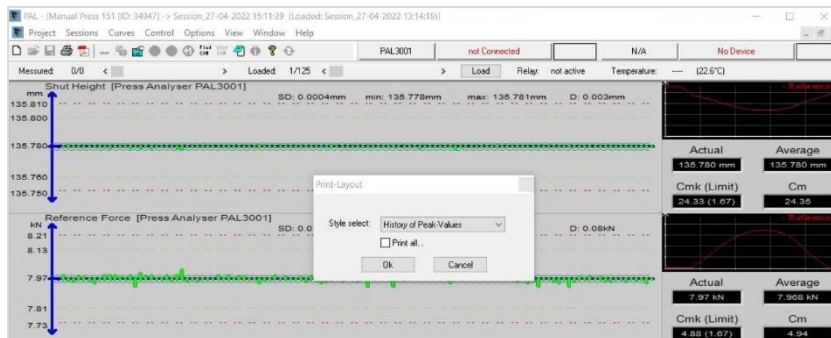 PAL - [Manual Press 151 [ID: 34947] -> Session_27-04-2022 15:11:39 (Loaded: Session_27-04-2022 13:14:18)]
Project Sessions Curves Control Options View Window Help
PAL3001 not Connected N/A No Device
Messured: 0/0 < > Loaded: 1/125 < > Load Relay: not active Temperature: ---- (22.6°C)
Shut Height [Press Analyser PAL3001]
mm SD: 0.0004mm min: 135.778mm max: 135.781mm D: 0.003mm
135.810
135.800
135.780
135.760
135.750
Reference
Actual Average
135.780 mm 135.780 mm
Cmk (Limit) Cm
24.33 (1.67) 24.35
Print-Layout
Style select: History of Peak-Values
Print all...
Ok Cancel
Reference Force [Press Analyser PAL3001]
kN SD: 0.0 D: 0.08kN
8.21
8.13
7.97
7.81
7.73
Reference
Actual Average
7.97 kN 7.968 kN
Cmk (Limit) Cm
4.88 (1.67) 4.94